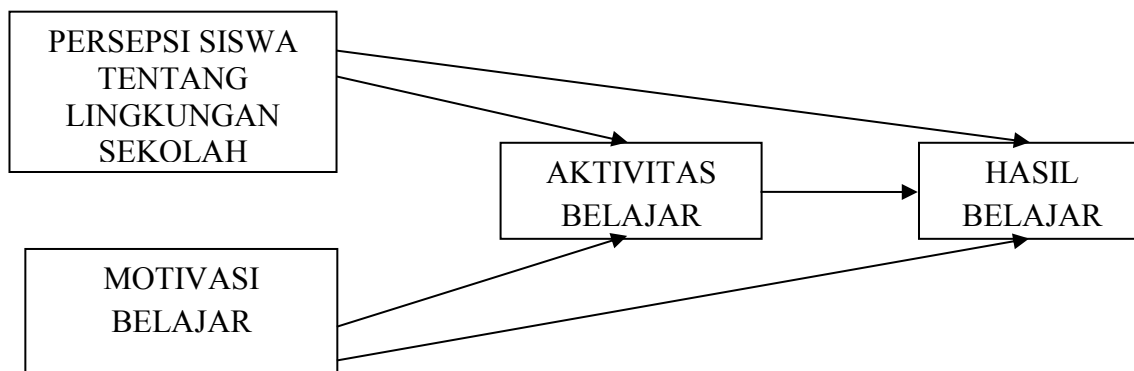 PERSEPSI SISWA
TENTANG
LINGKUNGAN
SEKOLAH
AKTIVITAS
BELAJAR
HASIL
BELAJAR
MOTIVASI
BELAJAR